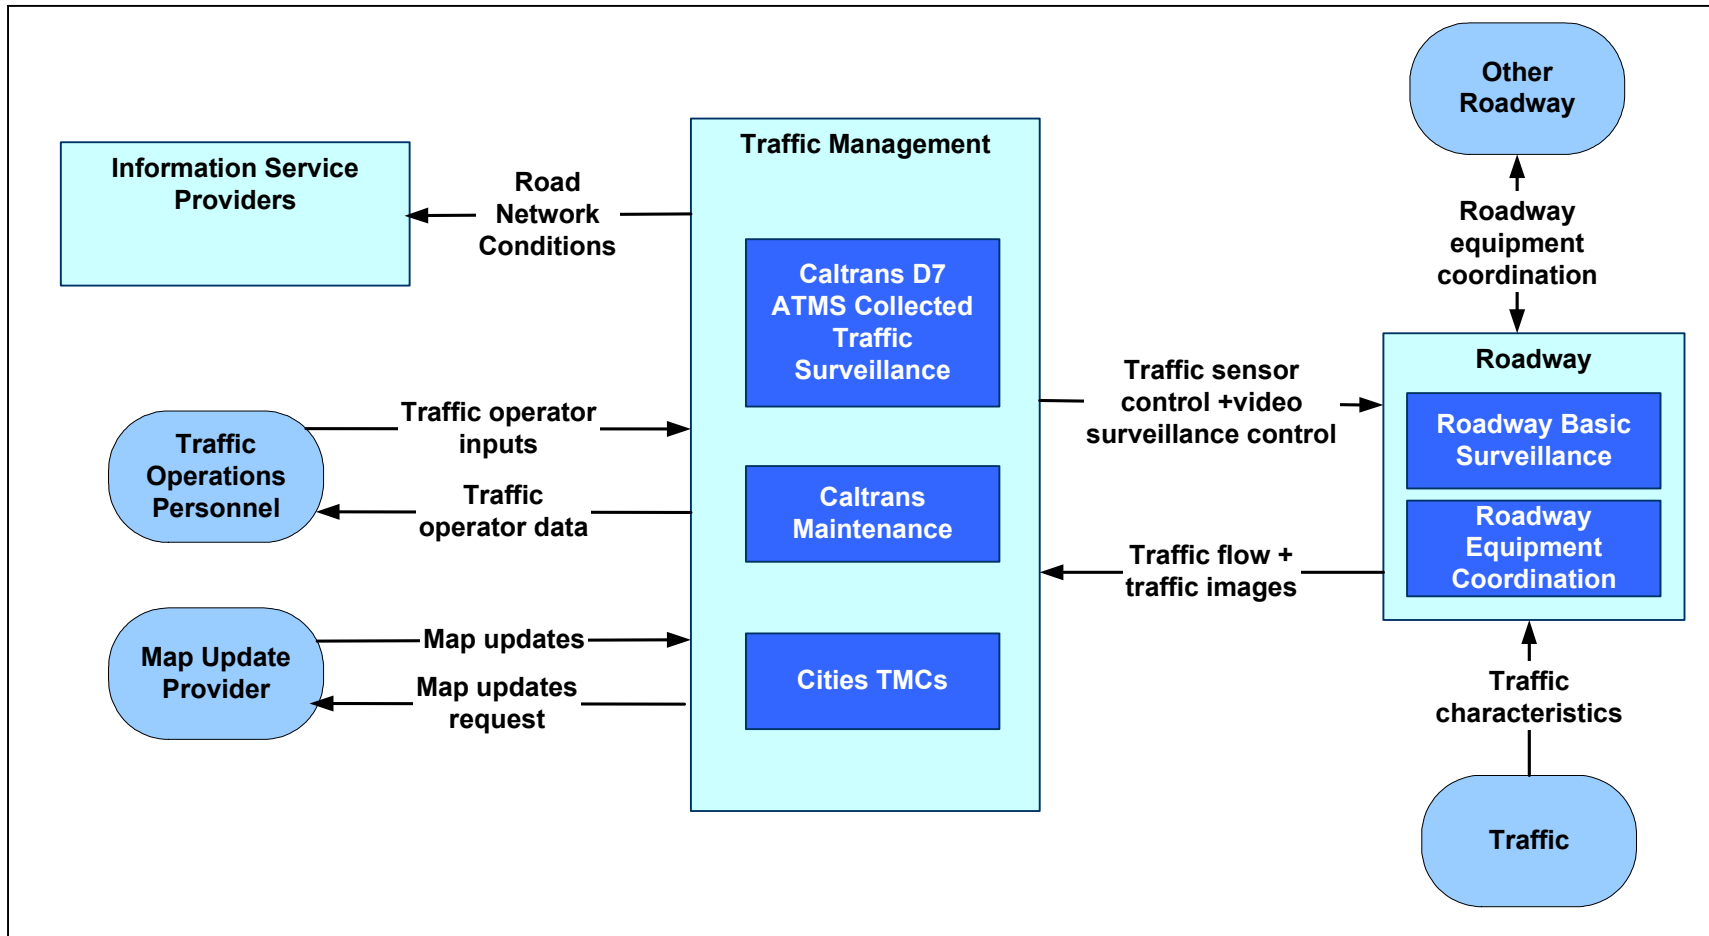 Other
Roadway
Traffic Management
Information Service
Providers
Road
Network
Conditions
Roadway
equipment
coordination
Caltrans D7
ATMS Collected
Traffic
Surveillance
Traffic sensor
control +video
surveillance control
Roadway
Roadway Basic
Surveillance
Roadway
Equipment
Coordination
Traffic operator
inputs
Traffic
Operations
Personnel
Traffic
operator data
Caltrans
Maintenance
Traffic flow +
traffic images
Map updates
Map Update
Provider
Map updates
request
Cities TMCs
Traffic
characteristics
Traffic